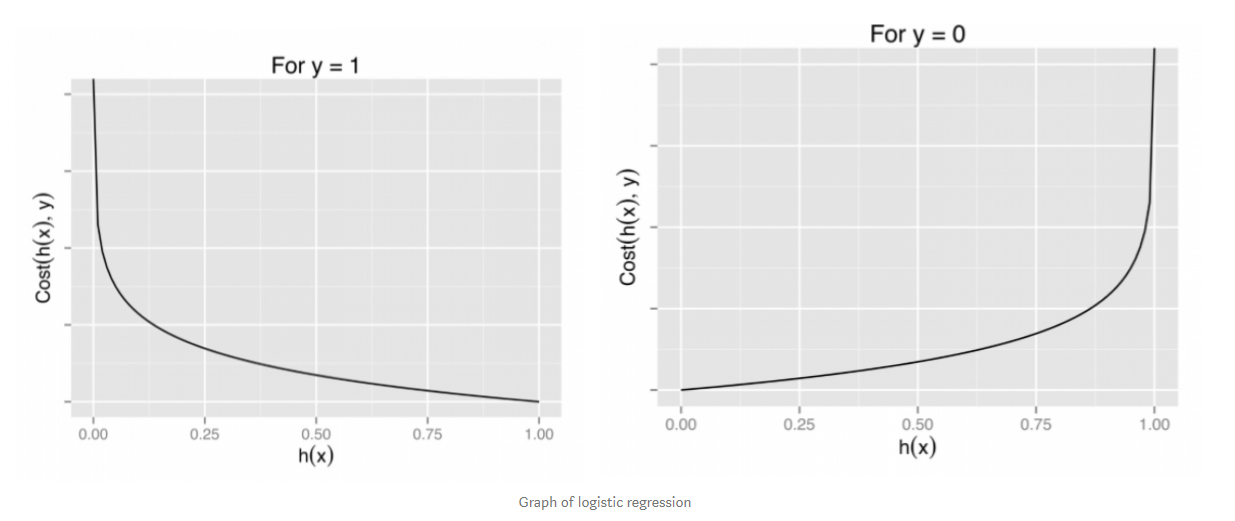 For y = 1
Cost(h(x), y)
0.00 0.25 0.50 0.75 1.00
h(x)
For y = 0
Cost(h(x), y)
0.00 0.25 0.50 0.75 1.00
h(x)
Graph of logistic regression